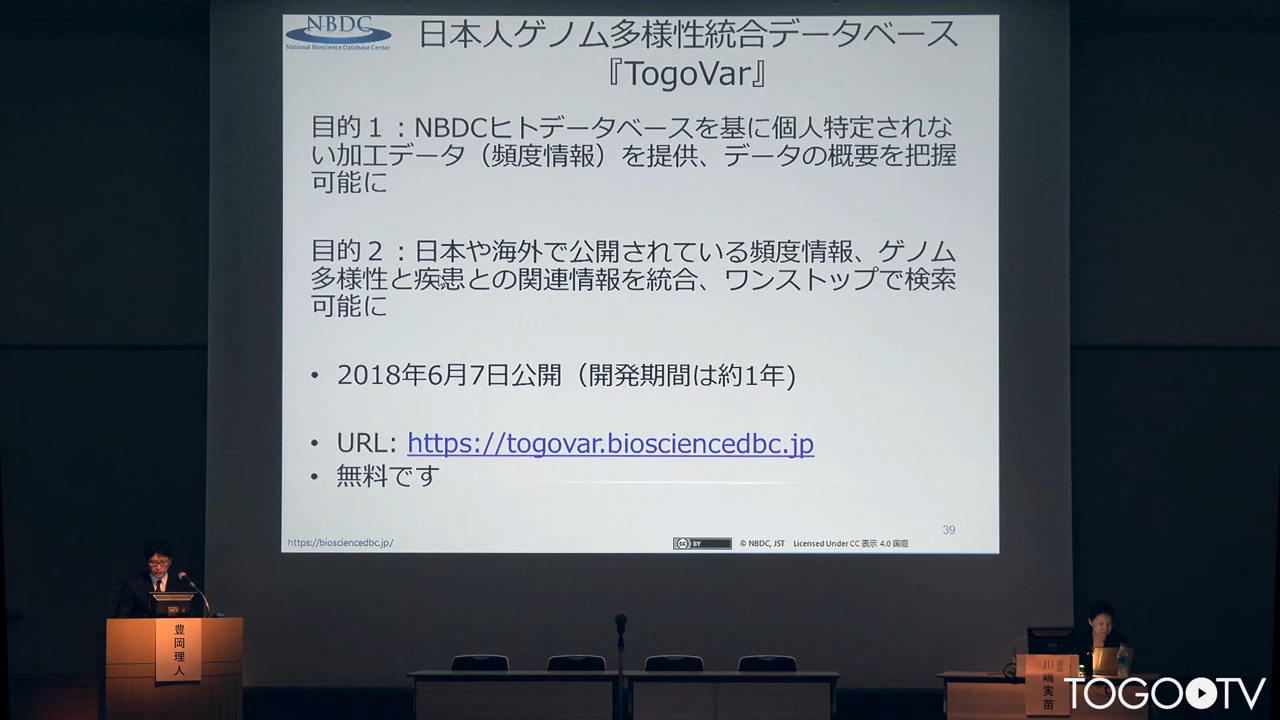 NBDC
National Bioscience Database Center
日本人ゲノム多様性統合データベース
『TogoVar』
目的１：NBDCヒトデータベースを基に個人特定されな
い加工データ（頻度情報）を提供、データの概要を把握
可能に
目的２：日本や海外で公開されている頻度情報、ゲノム
多様性と疾患との関連情報を統合、ワンストップで検索
可能に
• 2018年6月7日公開（開発期間は約1年)
• URL: https://togovar.biosciencedbc.jp
• 無料です
39
https://biosciencedbc.jp/
CC BY
© NBDC, JST Licensed Under CC 表示 4.0 国際
豊岡理人
川嶋実苗
TOGOTV